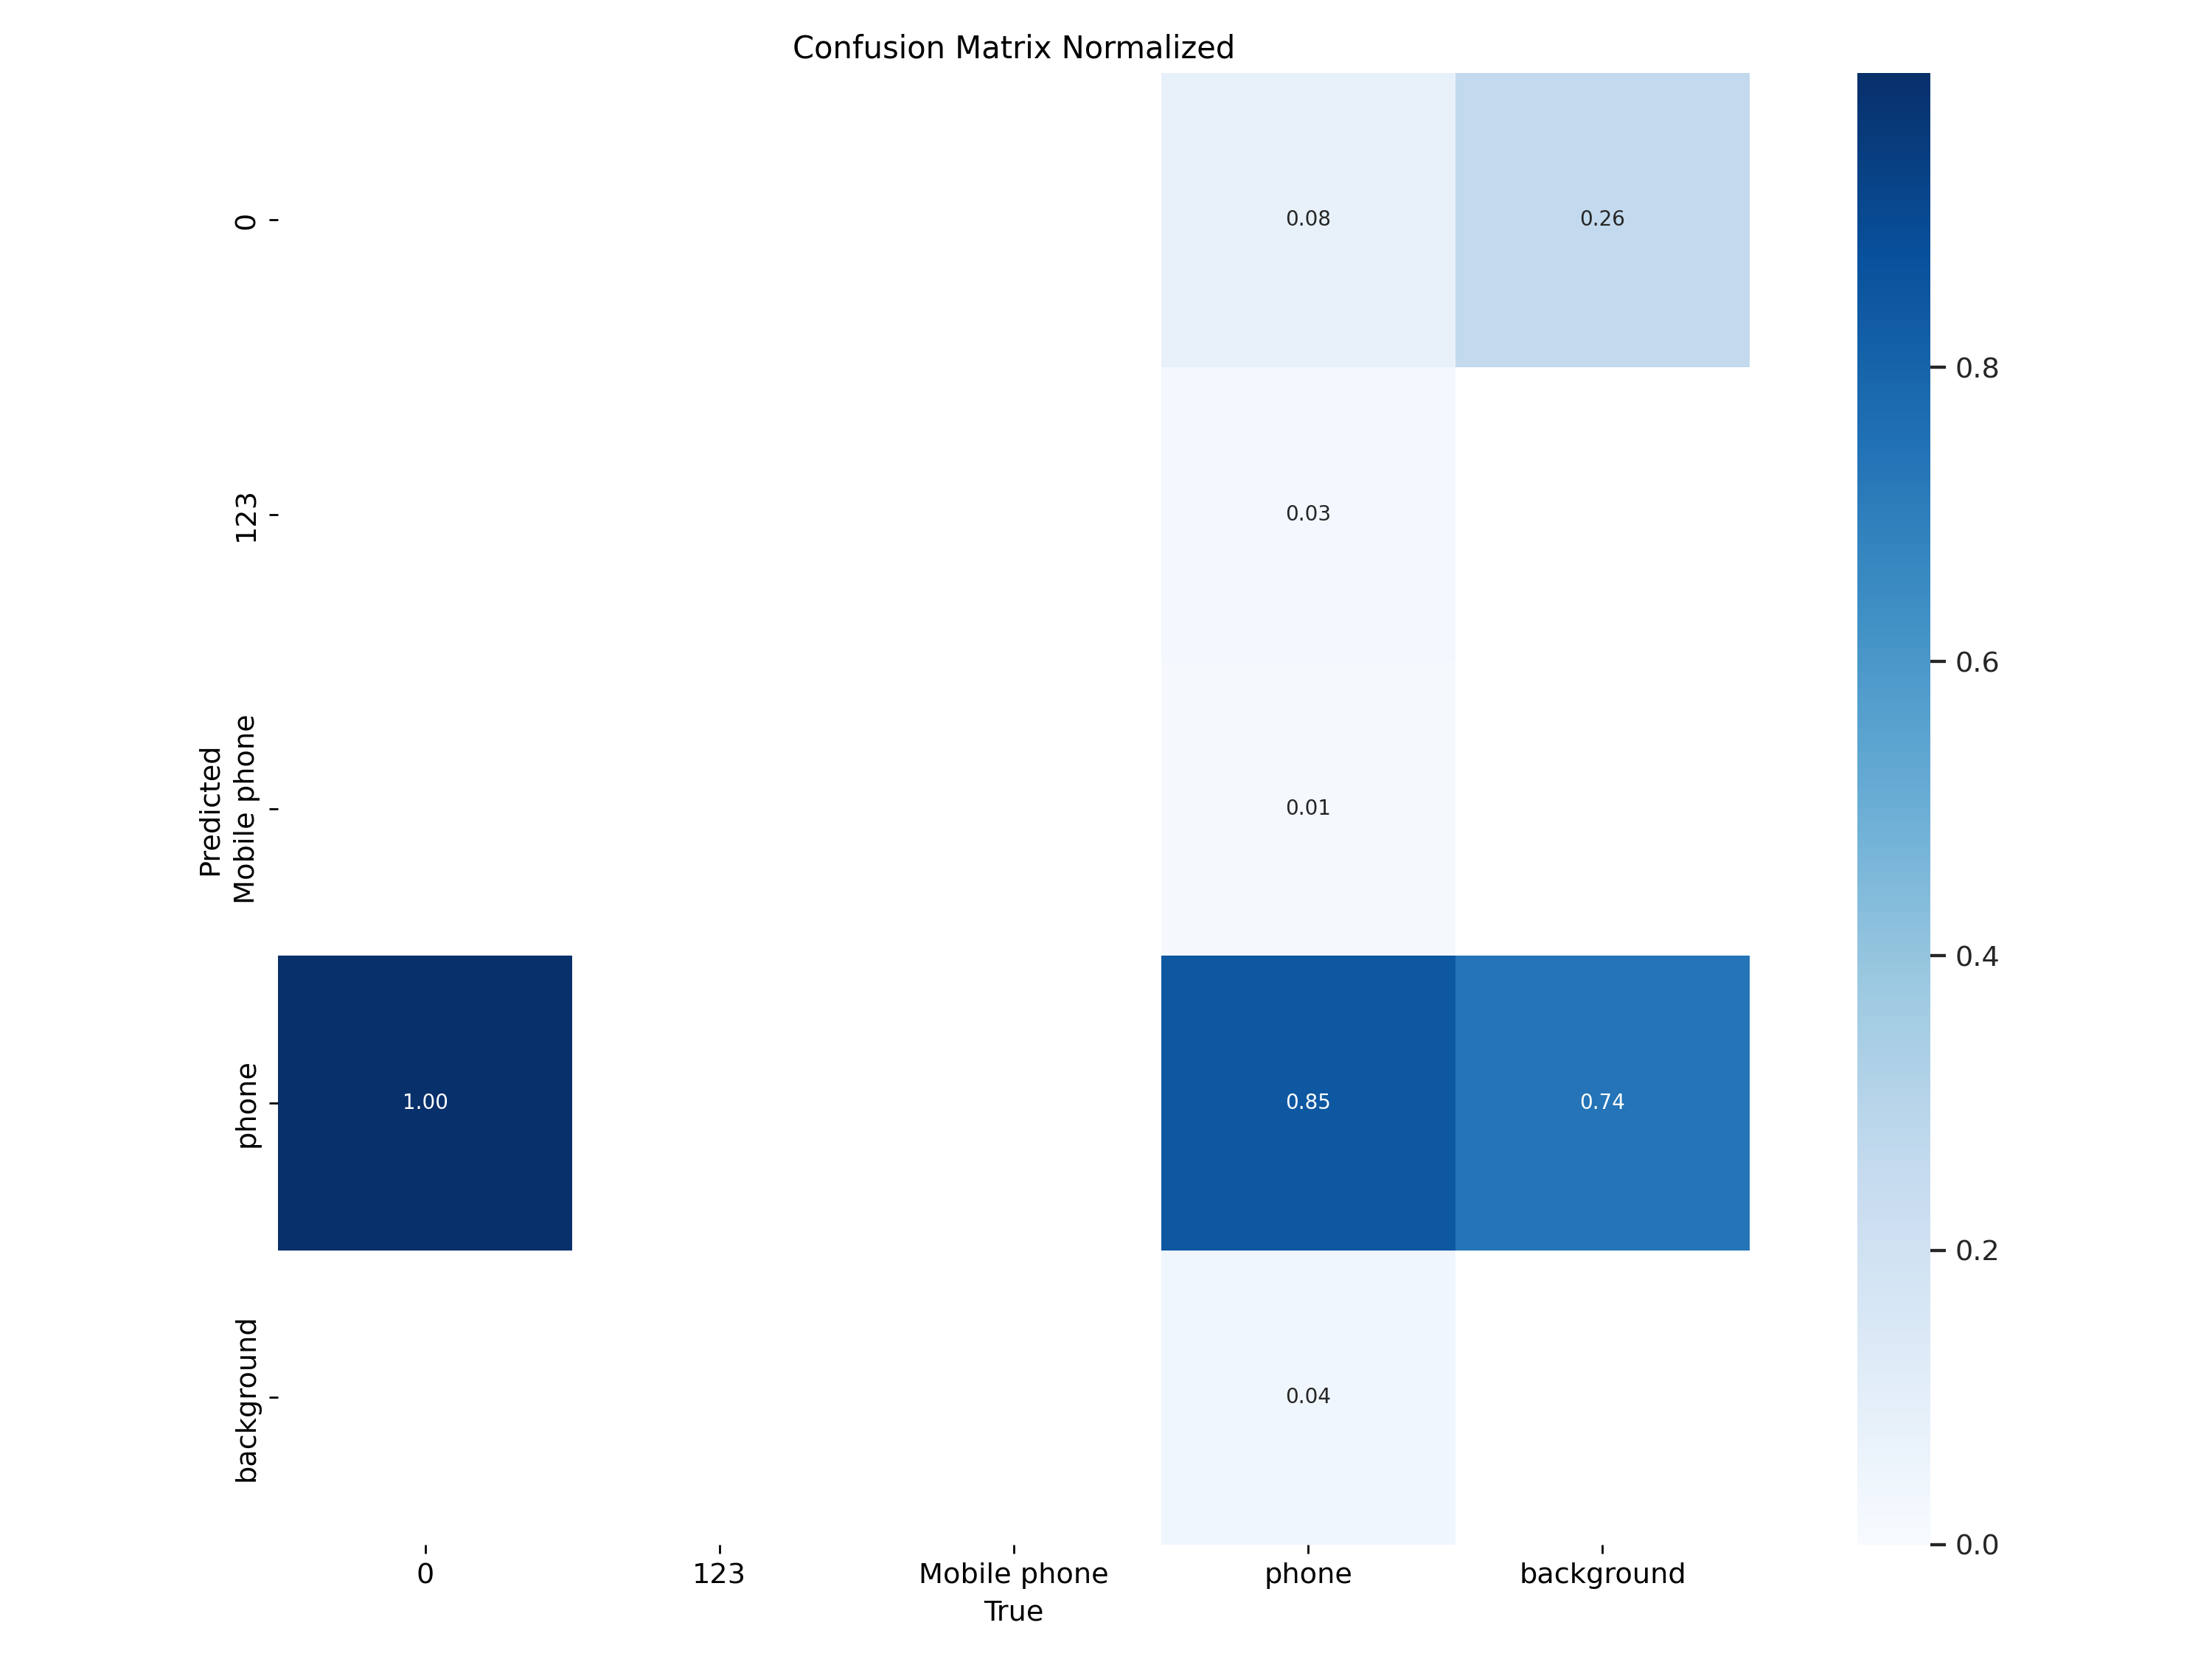 Confusion Matrix Normalized
0
0.08
0.26
0.8
123
0.03
0.6
Predicted
Mobile phone
0.01
0.4
phone
1.00
0.85
0.74
0.2
background
0.04
0.0
0
123
Mobile phone
phone
background
True